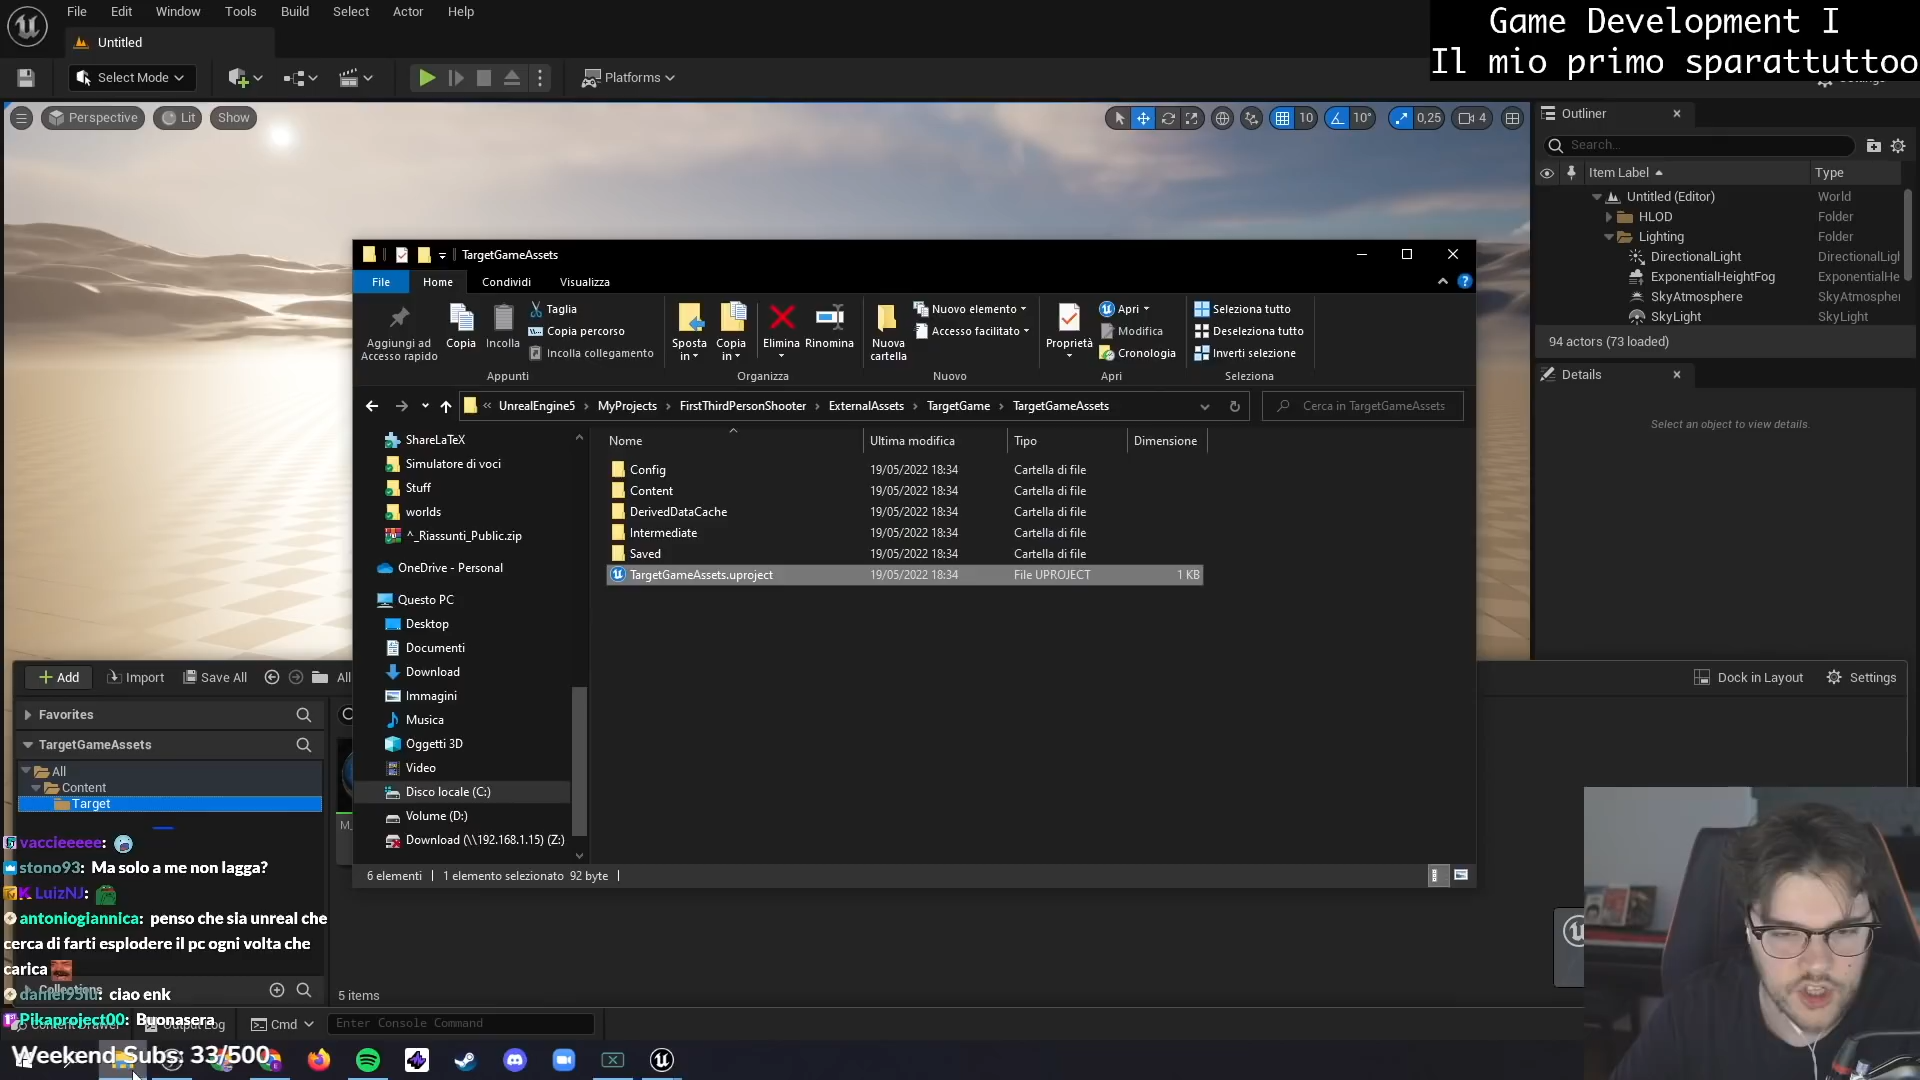 File Edit Window Tools Build Select Actor Help
Game Development I
Il mio primo sparattuttoo
Untitled
Select Mode
Platforms
Perspective Lit Show
10 10° 0,25 4
Outliner
Search...
Item Label Type
Untitled (Editor) World
HLOD Folder
Lighting Folder
DirectionalLight DirectionalLigl
ExponentialHeightFog ExponentialHe
SkyAtmosphere SkyAtmospher
SkyLight SkyLight
94 actors (73 loaded)
Details
Select an object to view details.
TargetGameAssets
File Home Condividi Visualizza
Aggiungi ad
Accesso rapido
Copia
Incolla
Taglia
Copia percorso
Incolla collegamento
Appunti
Sposta
in
Copia
in
Elimina
Rinomina
Organizza
Nuova
cartella
Nuovo elemento
Accesso facilitato
Nuovo
Proprietà
Apri
Modifica
Cronologia
Apri
Seleziona tutto
Deseleziona tutto
Inverti selezione
Seleziona
« UnrealEngine5 › MyProjects › FirstThirdPersonShooter › ExternalAssets › TargetGame › TargetGameAssets
Cerca in TargetGameAssets
ShareLaTeX
Simulatore di voci
Stuff
worlds
^_Riassunti_Public.zip
OneDrive - Personal
Questo PC
Desktop
Documenti
Download
Immagini
Musica
Oggetti 3D
Video
Disco locale (C:)
Volume (D:)
Download (\\192.168.1.15) (Z:)
Nome Ultima modifica Tipo Dimensione
Config 19/05/2022 18:34 Cartella di file
Content 19/05/2022 18:34 Cartella di file
DerivedDataCache 19/05/2022 18:34 Cartella di file
Intermediate 19/05/2022 18:34 Cartella di file
Saved 19/05/2022 18:34 Cartella di file
TargetGameAssets.uproject 19/05/2022 18:34 File UPROJECT 1 KB
6 elementi 1 elemento selezionato 92 byte
Add Import Save All All
Dock in Layout Settings
Favorites
TargetGameAssets
All
Content
Target
M_
vaccieeeee:
stono93: Ma solo a me non lagga?
LuizNJ:
antoniogiannica: penso che sia unreal che
cerca di farti esplodere il pc ogni volta che
carica
Collections
ciao enk
Pikaproject00: Buonasera
5 items
Content Drawer Output Log Cmd Enter Console Command
Weekend Subs: 33/500